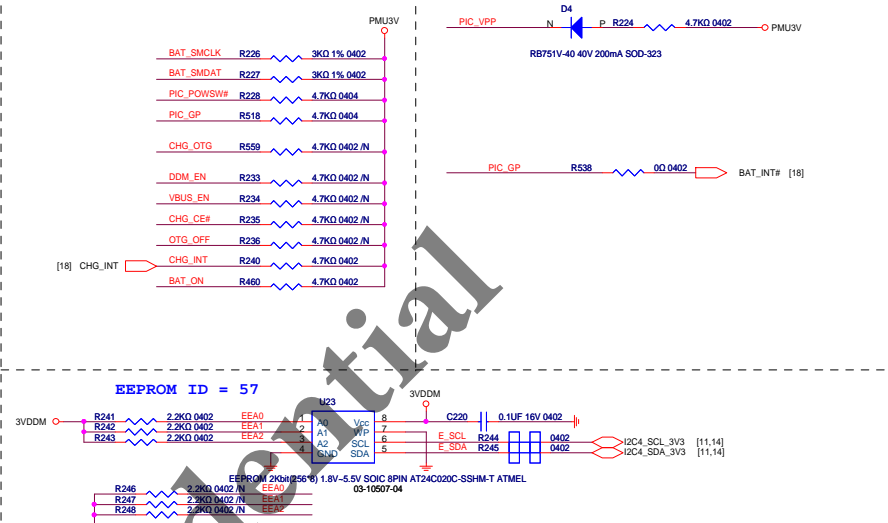 PMU3V
BAT_SMCLK R226 3KΩ 1% 0402
BAT_SMDAT R227 3KΩ 1% 0402
PIC_POWSW# R228 4.7KΩ 0404
PIC_GP R518 4.7KΩ 0404
CHG_OTG R559 4.7KΩ 0402 /N
DDM_EN R233 4.7KΩ 0402 /N
VBUS_EN R234 4.7KΩ 0402 /N
CHG_CE# R235 4.7KΩ 0402 /N
OTG_OFF R236 4.7KΩ 0402 /N
[18] CHG_INT CHG_INT R240 4.7KΩ 0402
BAT_ON R460 4.7KΩ 0402
D4
PIC_VPP N P R224 4.7KΩ 0402 PMU3V
RB751V-40 40V 200mA SOD-323
PIC_GP R538 0Ω 0402 BAT_INT# [18]
EEPROM ID = 57
U23
3VDDM
3VDDM R241 2.2KΩ 0402 EEA0 1 A0 Vcc 8 C220 0.1UF 16V 0402
R242 2.2KΩ 0402 EEA1 2 A1 WP 7
R243 2.2KΩ 0402 EEA2 3 A2 SCL 6 E_SCL R244 0402 I2C4_SCL_3V3 [11,14]
4 GND SDA 5 E_SDA R245 0402 I2C4_SDA_3V3 [11,14]
EEPROM 2Kbit(256*8) 1.8V~5.5V SOIC 8PIN AT24C020C-SSHM-T ATMEL
03-10507-04
R246 2.2KΩ 0402 /N EEA0
R247 2.2KΩ 0402 /N EEA1
R248 2.2KΩ 0402 /N EEA2
dential